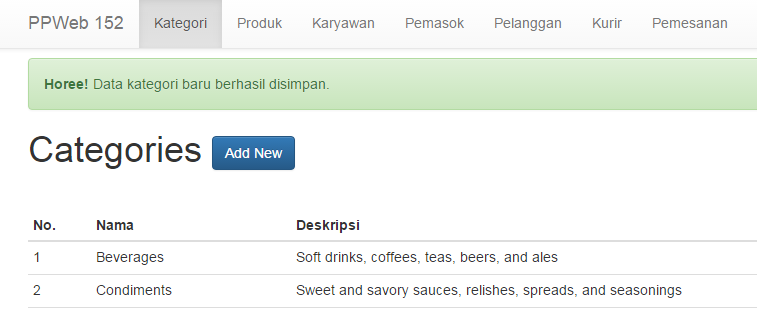 PPWeb 152 Kategori Produk Karyawan Pemasok Pelanggan Kurir Pemesanan
Horee! Data kategori baru berhasil disimpan.
Categories Add New
No. Nama Deskripsi
1 Beverages Soft drinks, coffees, teas, beers, and ales
2 Condiments Sweet and savory sauces, relishes, spreads, and seasonings